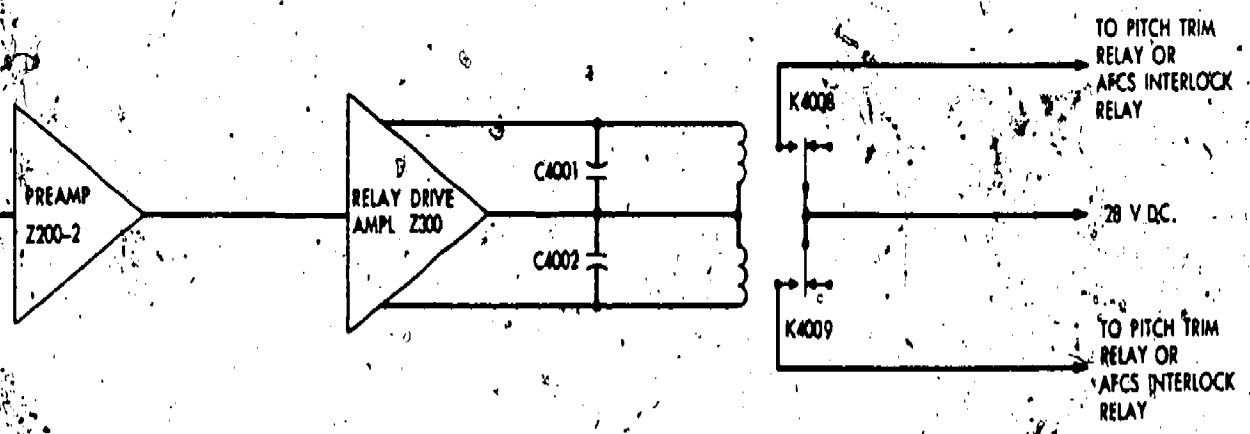 TO PITCH TRIM
RELAY OR
AFCS INTERLOCK
RELAY
K4008
C4001
PREAMP
Z200-2
RELAY DRIVE
AMPL Z300
28 V D.C.
C4002
K4009
TO PITCH TRIM
RELAY OR
AFCS INTERLOCK
RELAY